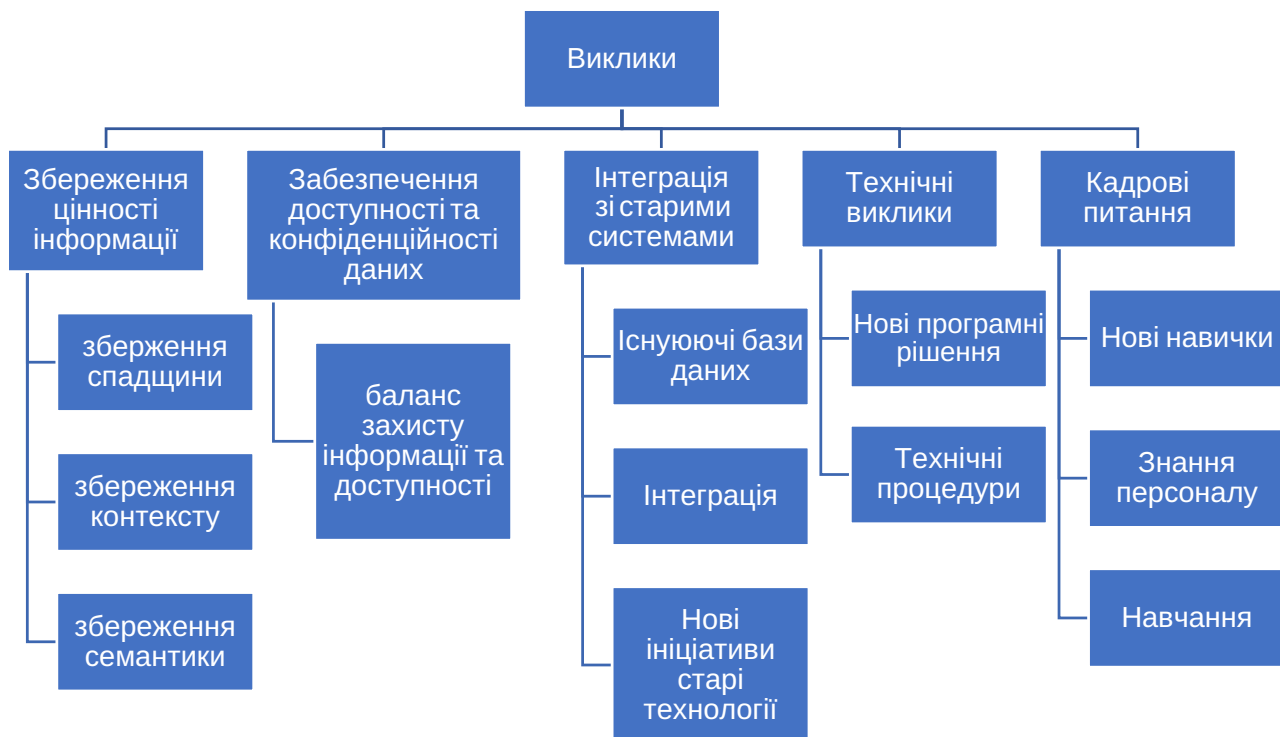 Виклики
Збереження
цінності
інформації
зберження
спадщини
збереження
контексту
збереження
семантики
Забезпечення
доступності та
конфіденційності
даних
баланс
захисту
інформації та
доступності
Інтеграція
зі старими
системами
Існуюючі бази
даних
Інтеграція
Нові
ініціативи
старі
технології
Технічні
виклики
Нові програмні
рішення
Технічні
процедури
Кадрові
питання
Нові навички
Знання
персоналу
Навчання